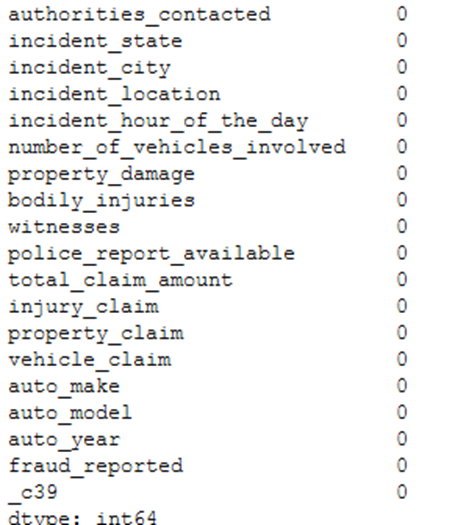 authorities_contacted 0
incident_state 0
incident_city 0
incident_location 0
incident_hour_of_the_day 0
number_of_vehicles_involved 0
property_damage 0
bodily_injuries 0
witnesses 0
police_report_available 0
total_claim_amount 0
injury_claim 0
property_claim 0
vehicle_claim 0
auto_make 0
auto_model 0
auto_year 0
fraud_reported 0
_c39 0
dtype: int64